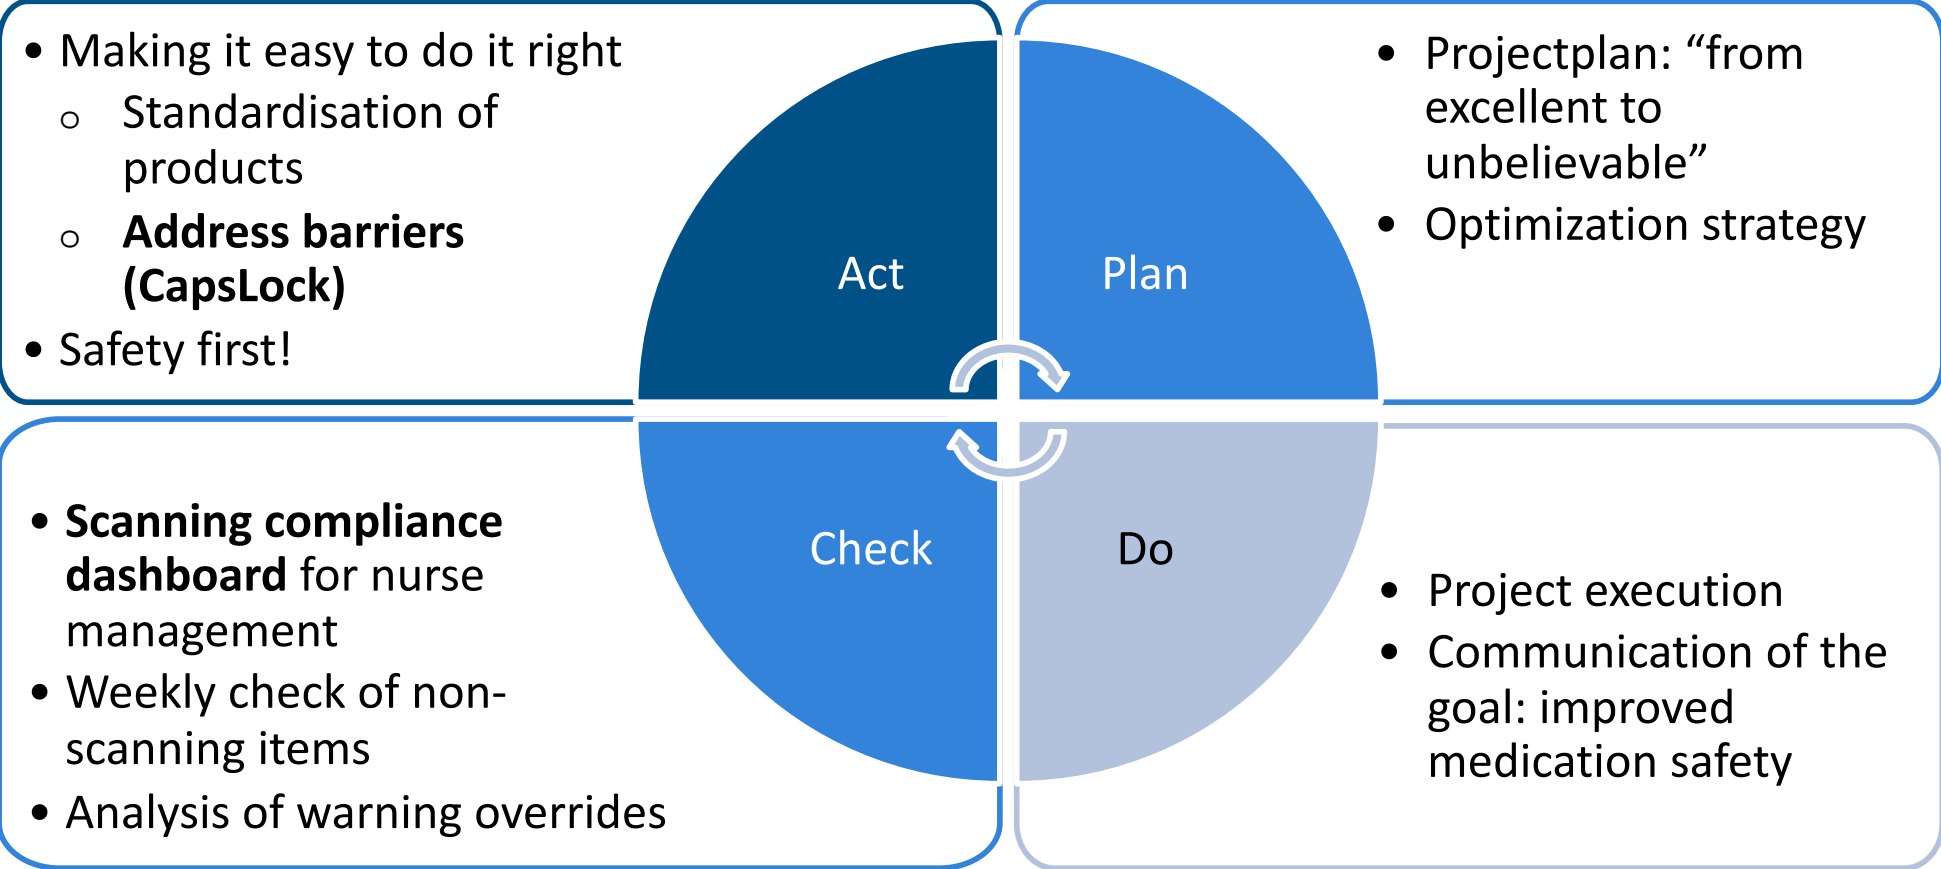 • Making it easy to do it right
o Standardisation of
products
o Address barriers
(CapsLock)
• Safety first!
Act
Plan
• Projectplan: “from
excellent to
unbelievable”
• Optimization strategy
• Scanning compliance
dashboard for nurse
management
• Weekly check of non-
scanning items
• Analysis of warning overrides
Check
Do
• Project execution
• Communication of the
goal: improved
medication safety